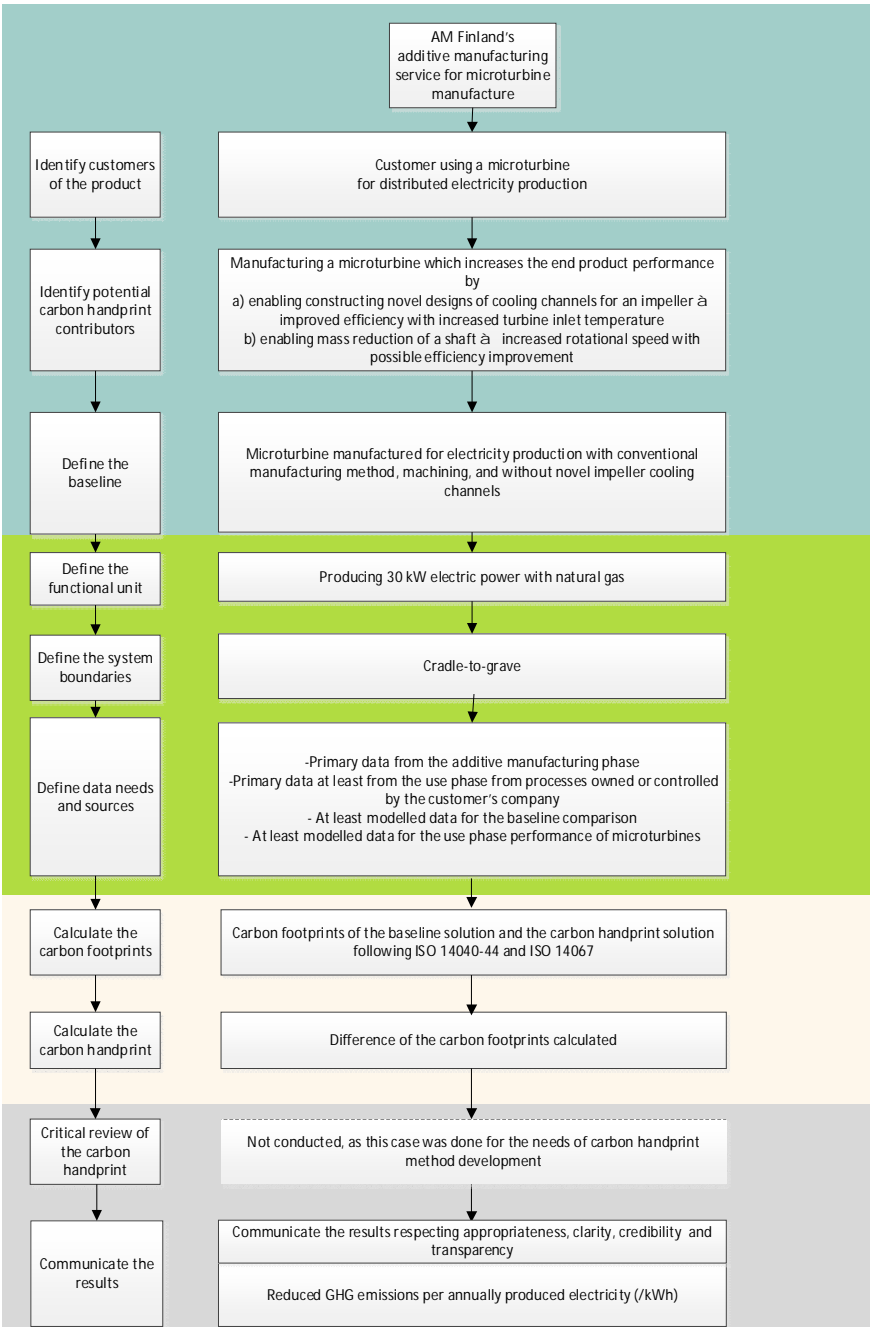 AM Finland's
additive manufacturing
service for microturbine
manufacture
Identify customers
of the product
Customer using a microturbine
for distributed electricity production
Identify potential
carbon handprint
contributors
Manufacturing a microturbine which increases the end product performance
by
a) enabling constructing novel designs of cooling channels for an impeller à
improved efficiency with increased turbine inlet temperature
b) enabling mass reduction of a shaft à increased rotational speed with
possible efficiency improvement
Define the
baseline
Microturbine manufactured for electricity production with conventional
manufacturing method, machining, and without novel impeller cooling
channels
Define the
functional unit
Producing 30 kW electric power with natural gas
Define the system
boundaries
Cradle-to-grave
Define data needs
and sources
-Primary data from the additive manufacturing phase
-Primary data at least from the use phase from processes owned or controlled
by the customer's company
- At least modelled data for the baseline comparison
- At least modelled data for the use phase performance of microturbines
Calculate the
carbon footprints
Carbon footprints of the baseline solution and the carbon handprint solution
following ISO 14040-44 and ISO 14067
Calculate the
carbon handprint
Difference of the carbon footprints calculated
Critical review of
the carbon
handprint
Not conducted, as this case was done for the needs of carbon handprint
method development
Communicate the
results
Communicate the results respecting appropriateness, clarity, credibility and
transparency
Reduced GHG emissions per annually produced electricity (/kWh)